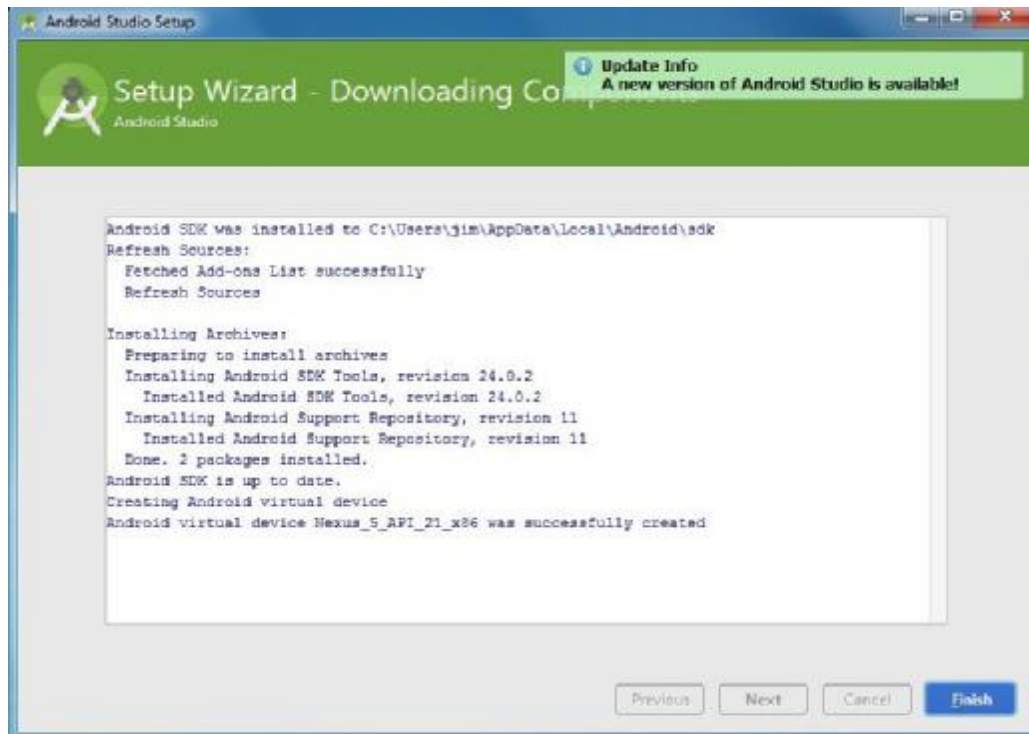 Android Studio Setup
Update Info
A new version of Android Studio is available!
Setup Wizard - Downloading
Android Studio
Android SDK was installed to C:\Users\jim\AppData\Local\Android\sdk
Refresh Sources:
Fetched Add-ons List successfully
Refresh Sources
Installing Archives:
Preparing to install archives
Installing Android SDK Tools, revision 24.0.2
Installed Android SDK Tools, revision 24.0.2
Installing Android Support Repository, revision 11
Installed Android Support Repository, revision 11
Done. 2 packages installed.
Android SDK is up to date.
Creating Android virtual device
Android virtual device Nexus_5_API_21_x86 was successfully created
Previous
Next
Cancel
Finish